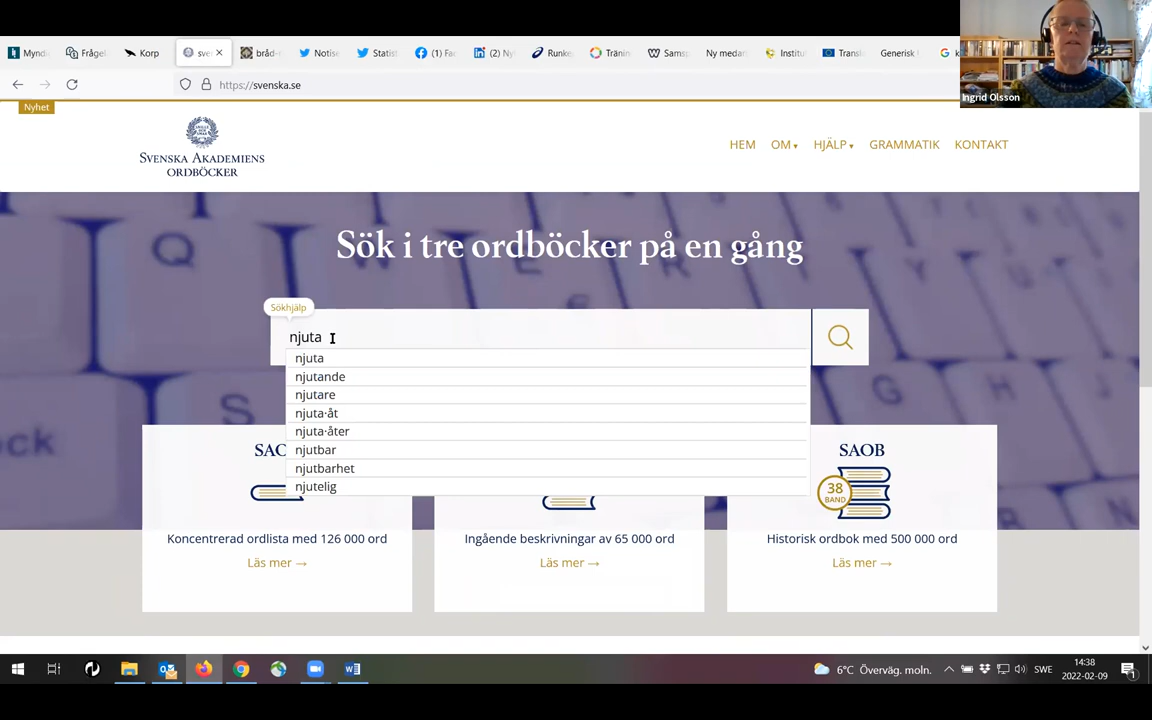 Mynd
Frågel
Korp
sve
bråd-
Notise
Statist
(1) Fac
(2) Ny
Runke
Tränin
Sams
Ny medar
Institu
Transl
Generisk
https://svenska.se
Ingrid Olsson
Nyhet
SVENSKA AKADEMIENS
ORDBÖCKER
HEM
OM
HJÄLP
GRAMMATIK
KONTAKT
Sök i tre ordböcker på en gång
Sökhjälp
njuta
njuta
njutande
njutare
njuta·åt
njuta·åter
njutbar
njutbarhet
njutelig
SAO
SAOB
38
BAND
Koncentrerad ordlista med 126 000 ord
Läs mer →
Ingående beskrivningar av 65 000 ord
Läs mer →
Historisk ordbok med 500 000 ord
Läs mer →
6°C Överväg. moln.
SWE
14:38
2022-02-09